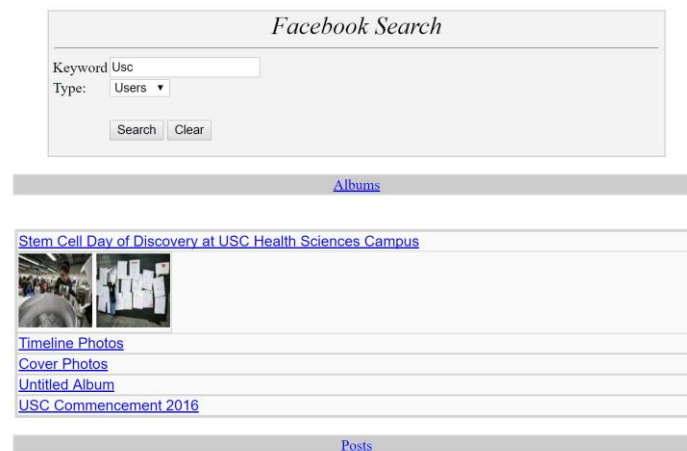 Facebook Search
Keyword Usc
Type: Users
Search Clear
Albums
Stem Cell Day of Discovery at USC Health Sciences Campus
Timeline Photos
Cover Photos
Untitled Album
USC Commencement 2016
Posts